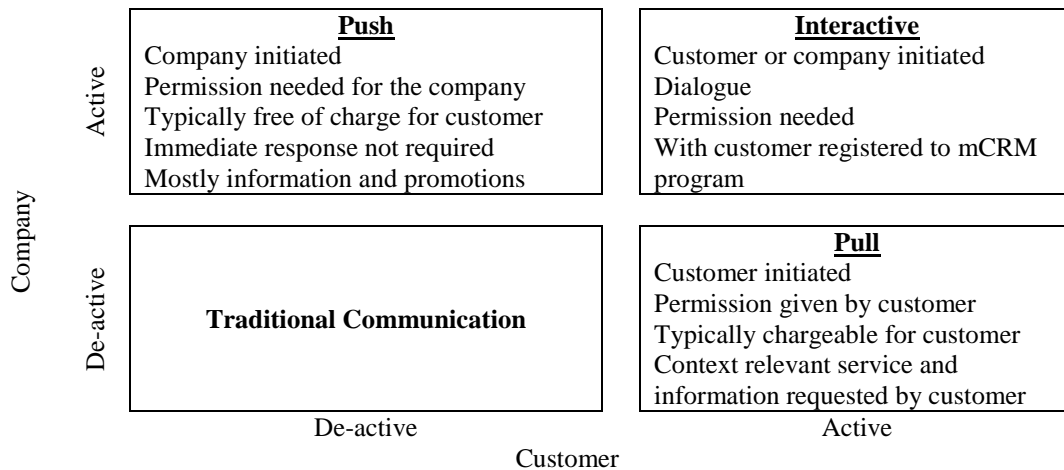 Push
Company initiated
Permission needed for the company
Typically free of charge for customer
Immediate response not required
Mostly information and promotions
Interactive
Customer or company initiated
Dialogue
Permission needed
With customer registered to mCRM
program
Active
Company
De-active
Traditional Communication
Pull
Customer initiated
Permission given by customer
Typically chargeable for customer
Context relevant service and
information requested by customer
De-active
Active
Customer